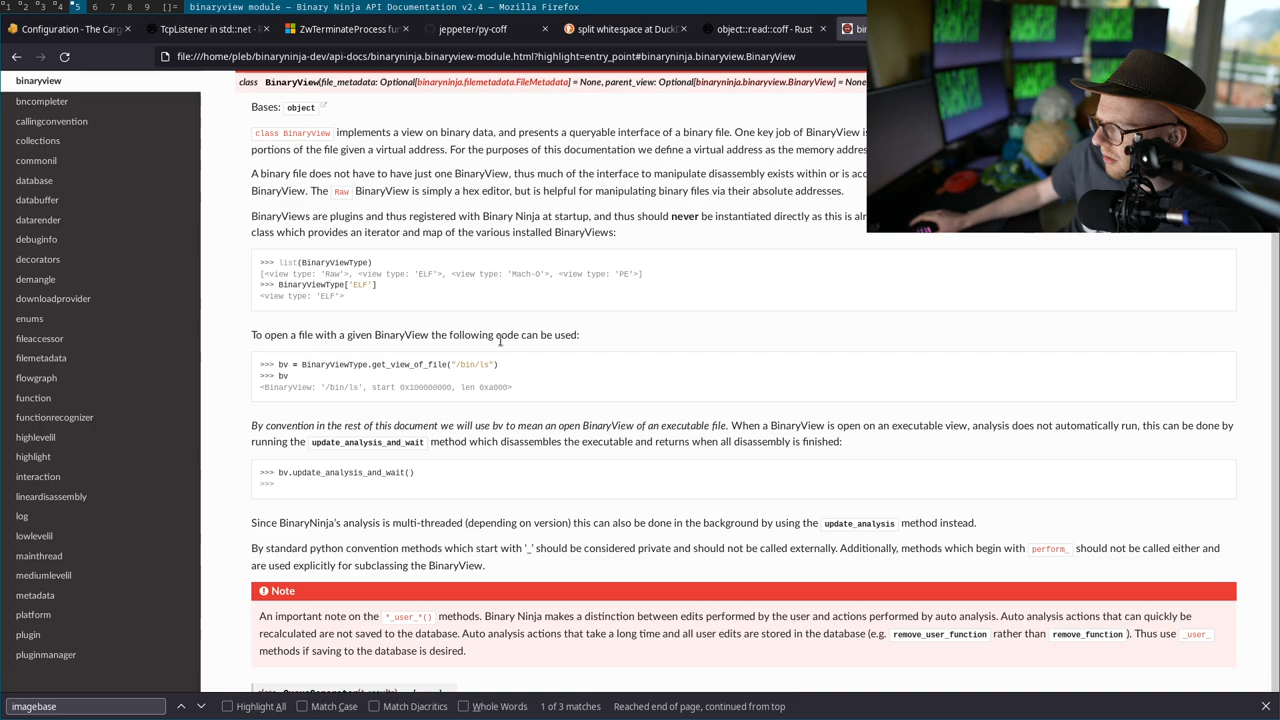 1 2 3 4 5 6 7 8 9 []= binaryview module — Binary Ninja API Documentation v2.4 — Mozilla Firefox
Configuration - The Carg
TcpListener in std::net - R
ZwTerminateProcess fun
jeppeter/py-coff
split whitespace at DuckD
object::read::coff - Rust
bin
file:///home/pleb/binaryninja-dev/api-docs/binaryninja.binaryview-module.html?highlight=entry_point#binaryninja.binaryview.BinaryView
binaryview
bncompleter
callingconvention
collections
commonil
database
databuffer
datarender
debuginfo
decorators
demangle
downloadprovider
enums
fileaccessor
filemetadata
flowgraph
function
functionrecognizer
highlevelil
highlight
interaction
lineardisassembly
log
lowlevelil
mainthread
mediumlevelil
metadata
platform
plugin
pluginmanager
class BinaryView(file_metadata: Optional[binaryninja.filemetadata.FileMetadata] = None, parent_view: Optional[binaryninja.binaryview.BinaryView] = None
Bases: object
class BinaryView implements a view on binary data, and presents a queryable interface of a binary file. One key job of BinaryView is
portions of the file given a virtual address. For the purposes of this documentation we define a virtual address as the memory addre
A binary file does not have to have just one BinaryView, thus much of the interface to manipulate disassembly exists within or is acc
BinaryView. The Raw BinaryView is simply a hex editor, but is helpful for manipulating binary files via their absolute addresses.
BinaryViews are plugins and thus registered with Binary Ninja at startup, and thus should never be instantiated directly as this is alr
class which provides an iterator and map of the various installed BinaryViews:
>>> list(BinaryViewType)
[<view type: 'Raw'>, <view type: 'ELF'>, <view type: 'Mach-O'>, <view type: 'PE'>]
>>> BinaryViewType['ELF']
<view type: 'ELF'>
To open a file with a given BinaryView the following code can be used:
>>> bv = BinaryViewType.get_view_of_file("/bin/ls")
>>> bv
<BinaryView: '/bin/ls', start 0x100000000, len 0xa000>
By convention in the rest of this document we will use bv to mean an open BinaryView of an executable file. When a BinaryView is open on an executable view, analysis does not automatically run, this can be done by
running the update_analysis_and_wait method which disassembles the executable and returns when all disassembly is finished:
>>> bv.update_analysis_and_wait()
>>>
Since BinaryNinja's analysis is multi-threaded (depending on version) this can also be done in the background by using the update_analysis method instead.
By standard python convention methods which start with '_' should be considered private and should not be called externally. Additionally, methods which begin with perform_ should not be called either and
are used explicitly for subclassing the BinaryView.
Note
An important note on the *_user_*() methods. Binary Ninja makes a distinction between edits performed by the user and actions performed by auto analysis. Auto analysis actions that can quickly be
recalculated are not saved to the database. Auto analysis actions that take a long time and all user edits are stored in the database (e.g. remove_user_function rather than remove_function ). Thus use _user_
methods if saving to the database is desired.
imagebase
Highlight All
Match Case
Match Diacritics
Whole Words
1 of 3 matches
Reached end of page, continued from top